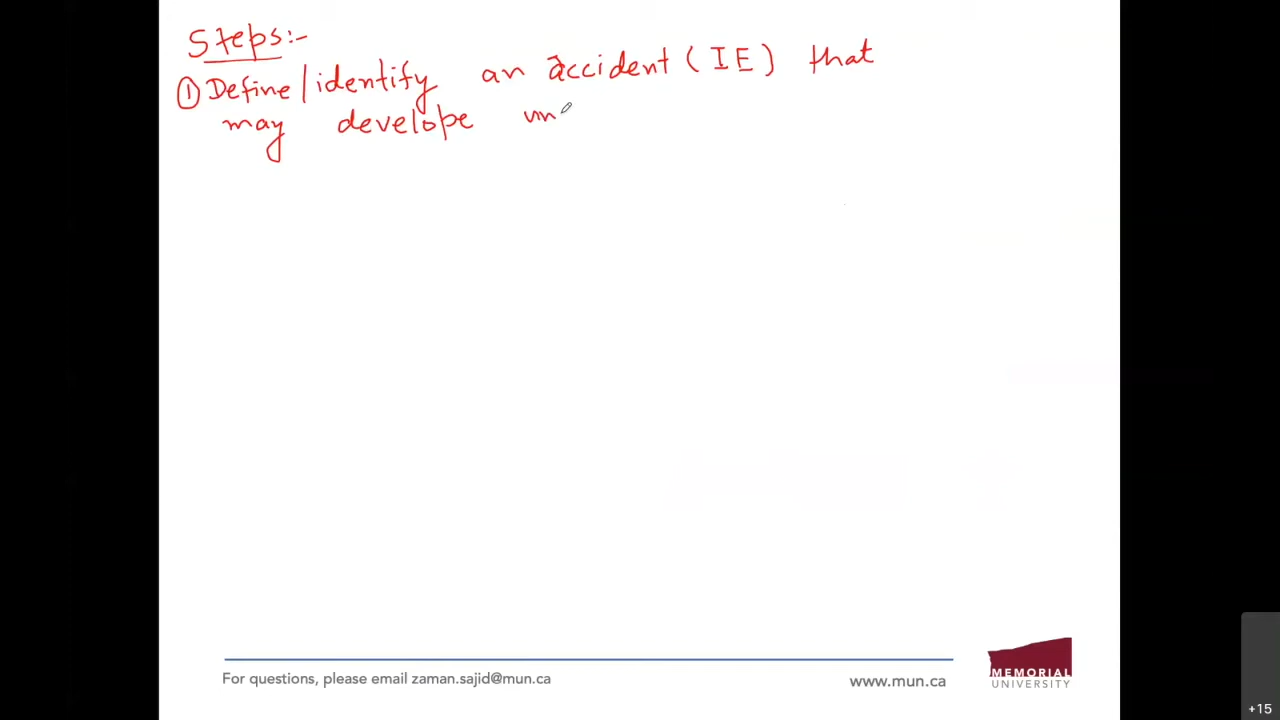 Steps:-
① Define/identify an accident (IE) that
may develope un
For questions, please email zaman.sajid@mun.ca
www.mun.ca
MEMORIAL
UNIVERSITY
+15